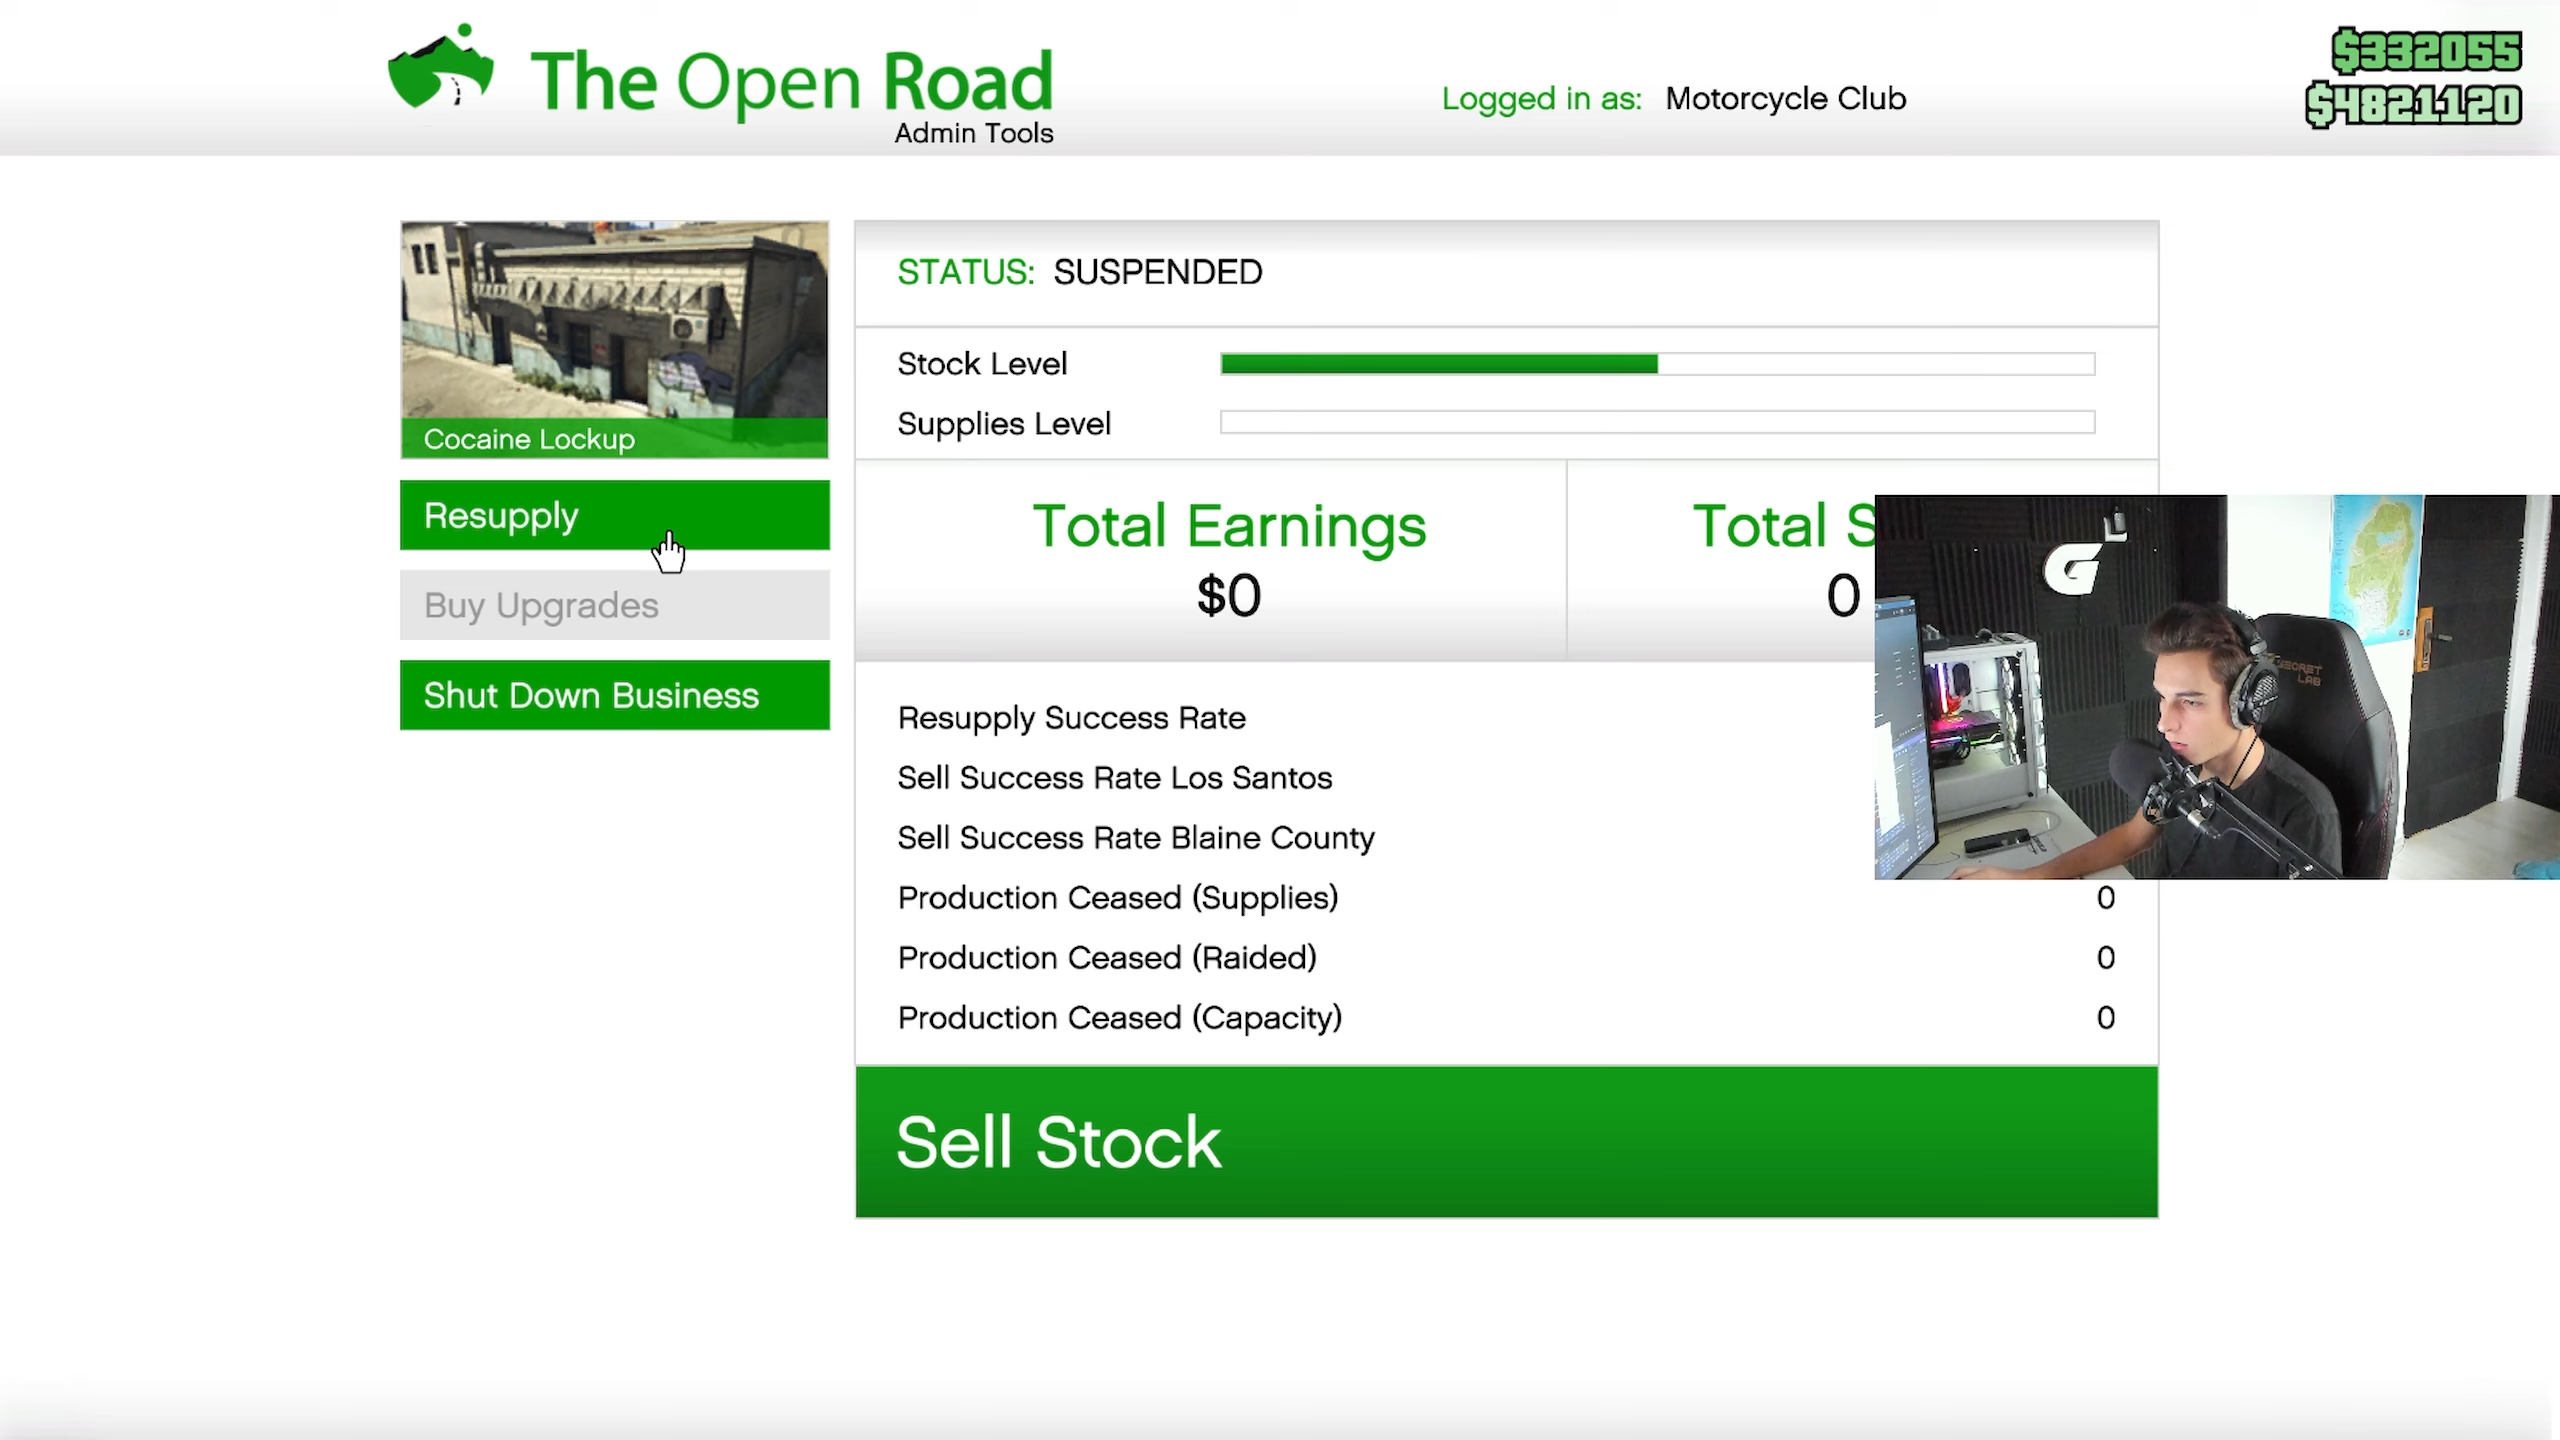 The Open Road
Admin Tools
Logged in as: Motorcycle Club
$332055
$4821120
Cocaine Lockup
Resupply
Buy Upgrades
Shut Down Business
STATUS: SUSPENDED
Stock Level
Supplies Level
Total Earnings
$0
Total S
0
Resupply Success Rate
Sell Success Rate Los Santos
Sell Success Rate Blaine County
Production Ceased (Supplies) 0
Production Ceased (Raided) 0
Production Ceased (Capacity) 0
Sell Stock
G
SECRET
LAB